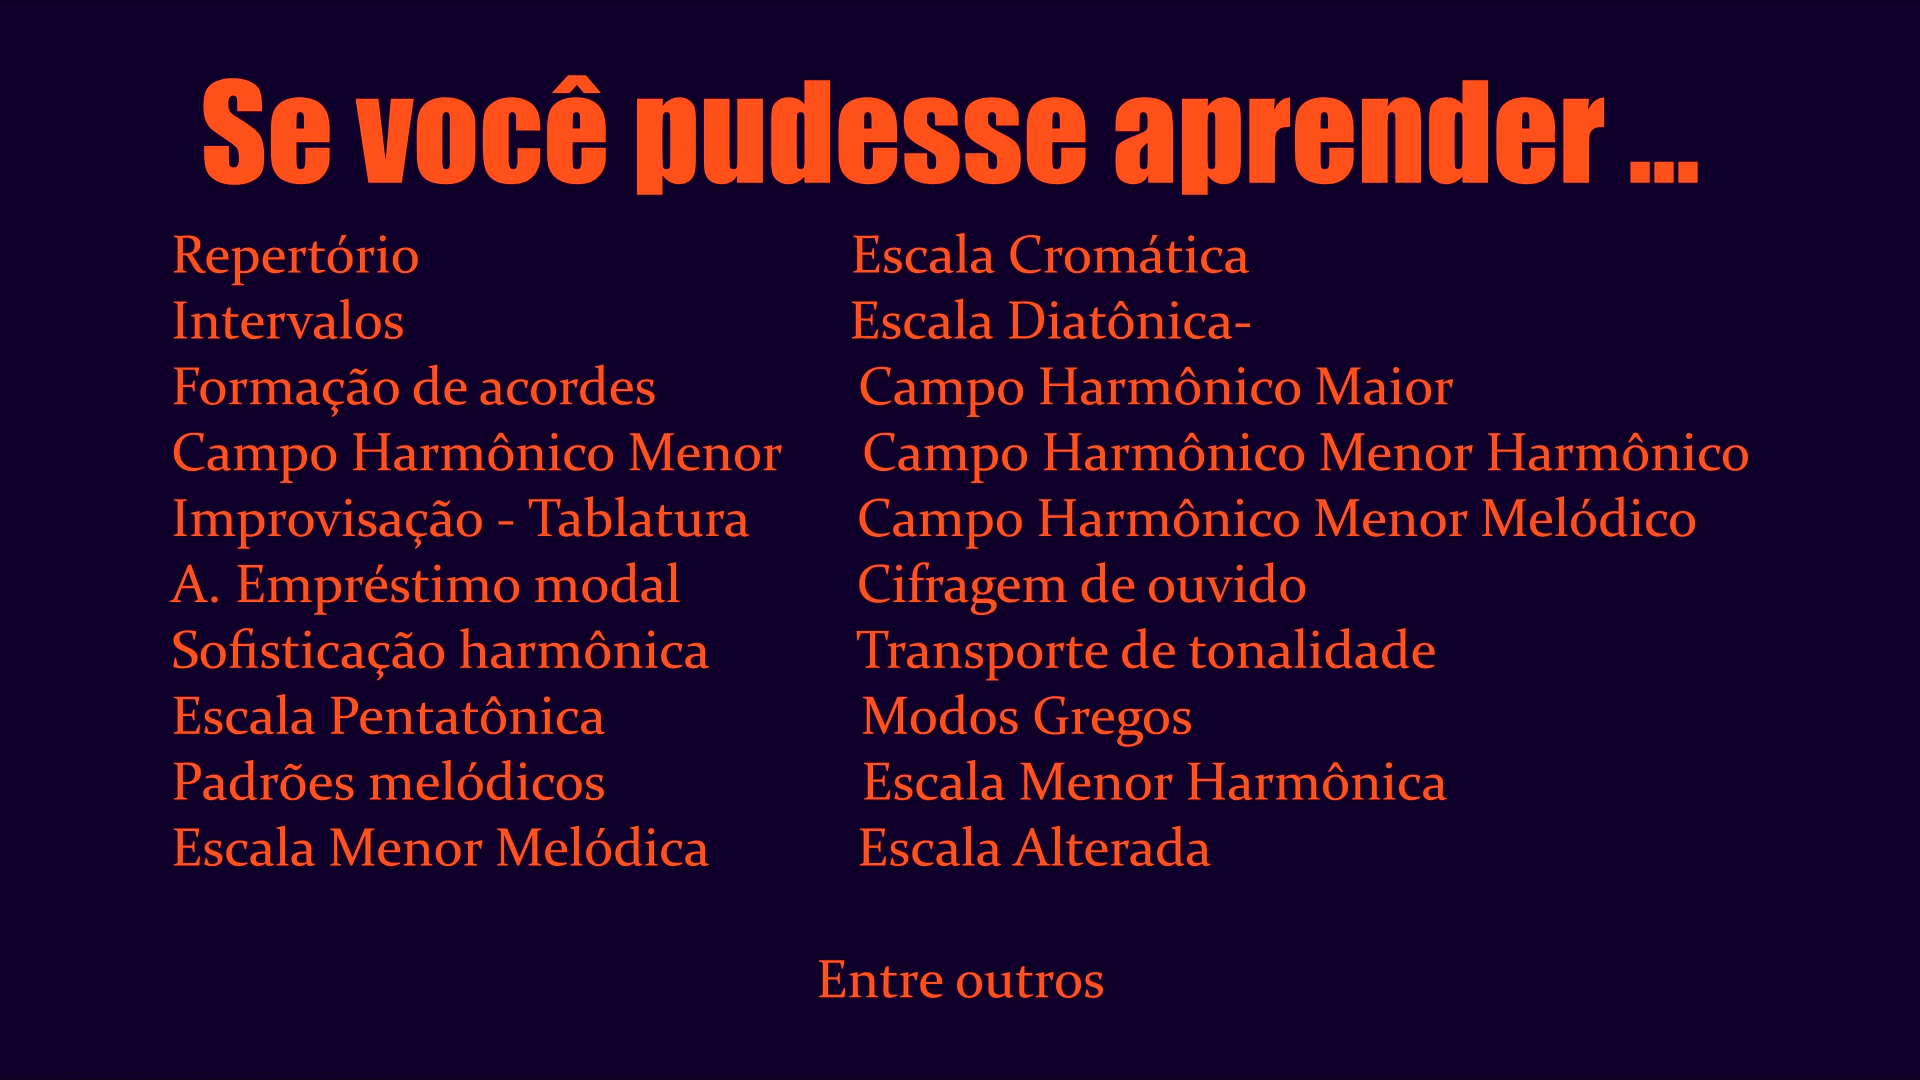 Se você pudesse aprender ...
Repertório Escala Cromática
Intervalos Escala Diatônica-
Formação de acordes Campo Harmônico Maior
Campo Harmônico Menor Campo Harmônico Menor Harmônico
Improvisação - Tablatura Campo Harmônico Menor Melódico
A. Empréstimo modal Cifragem de ouvido
Sofisticação harmônica Transporte de tonalidade
Escala Pentatônica Modos Gregos
Padrões melódicos Escala Menor Harmônica
Escala Menor Melódica Escala Alterada
Entre outros